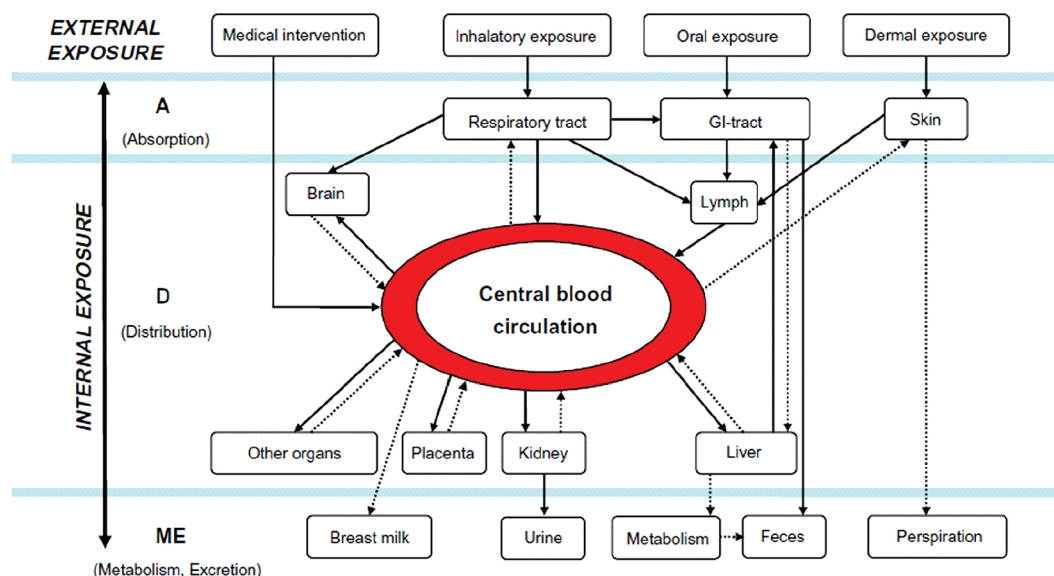 EXTERNAL
EXPOSURE
Medical intervention
Inhalatory exposure
Oral exposure
Dermal exposure
A
(Absorption)
Respiratory tract
GI-tract
Skin
Brain
Lymph
INTERNAL EXPOSURE
D
(Distribution)
Central blood
circulation
Other organs
Placenta
Kidney
Liver
ME
(Metabolism, Excretion)
Breast milk
Urine
Metabolism
Feces
Perspiration